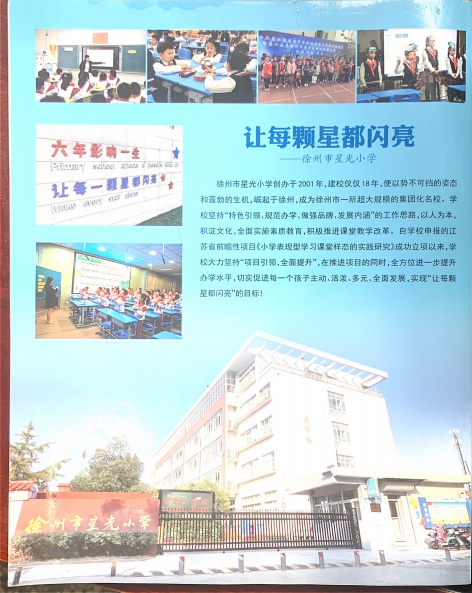 六年影响一生
Primary school
让每一颗星都闪亮
Make every star shine
让每颗星都闪亮
——徐州市星光小学
徐州市星光小学创办于2001年,建校仅仅18年,便以势不可挡的姿态
和蓬勃的生机,崛起于徐州,成为徐州市一所超大规模的集团化名校。学
校坚持“特色引领、规范办学、做强品牌、发展内涵”的工作思路,以人为本,
积淀文化,全面实施素质教育,积极推进课堂教学改革。自学校申报的江
苏省前瞻性项目《小学表现型学习课堂样态的实践研究》成功立项以来,学
校大力坚持“项目引领,全面提升”,在推进项目的同时,全方位进一步提升
办学水平,切实促进每一个孩子主动、活泼、多元、全面发展,实现“让每颗
星都闪亮”的目标!
徐州市星光小学